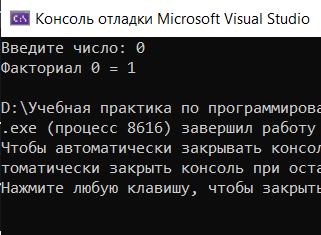 Консоль отладки Microsoft Visual Studio
Введите число: 0
Факториал 0 = 1
D:\Учебная практика по программирова
.exe (процесс 8616) завершил работу
Чтобы автоматически закрывать консол
томатически закрыть консоль при оста
Нажмите любую клавишу, чтобы закрыть